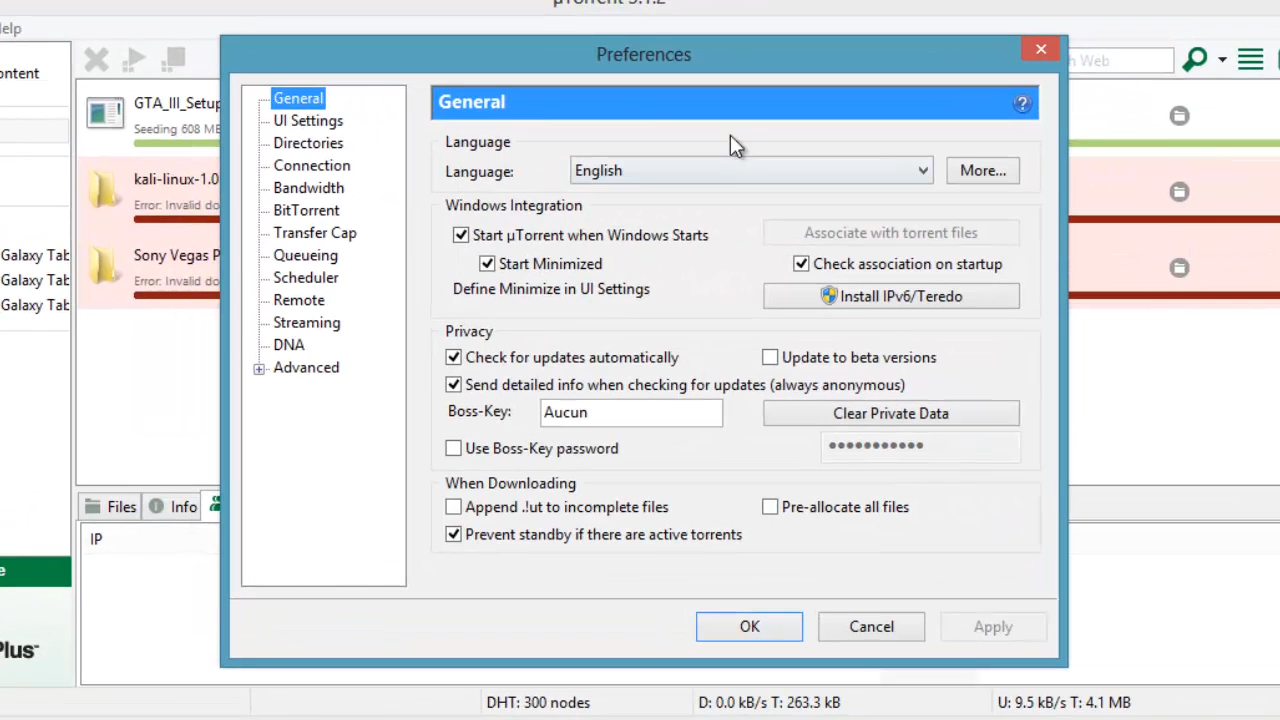 µTorrent 3.1.2
Help
ontent
h Web
GTA_III_Setup
Seeding 608 MB
kali-linux-1.0
Error: Invalid do
Galaxy Tab
Sony Vegas P
Galaxy Tab
Error: Invalid do
Galaxy Tab
Preferences
General
UI Settings
Directories
Connection
Bandwidth
BitTorrent
Transfer Cap
Queueing
Scheduler
Remote
Streaming
DNA
Advanced
General
Language
Language: English More...
Windows Integration
Start µTorrent when Windows Starts Associate with torrent files
Start Minimized Check association on startup
Define Minimize in UI Settings Install IPv6/Teredo
Privacy
Check for updates automatically Update to beta versions
Send detailed info when checking for updates (always anonymous)
Boss-Key: Aucun Clear Private Data
Use Boss-Key password
When Downloading
Append .!ut to incomplete files Pre-allocate all files
Prevent standby if there are active torrents
OK Cancel Apply
Files Info
IP
e
Plus™
DHT: 300 nodes D: 0.0 kB/s T: 263.3 kB U: 9.5 kB/s T: 4.1 MB